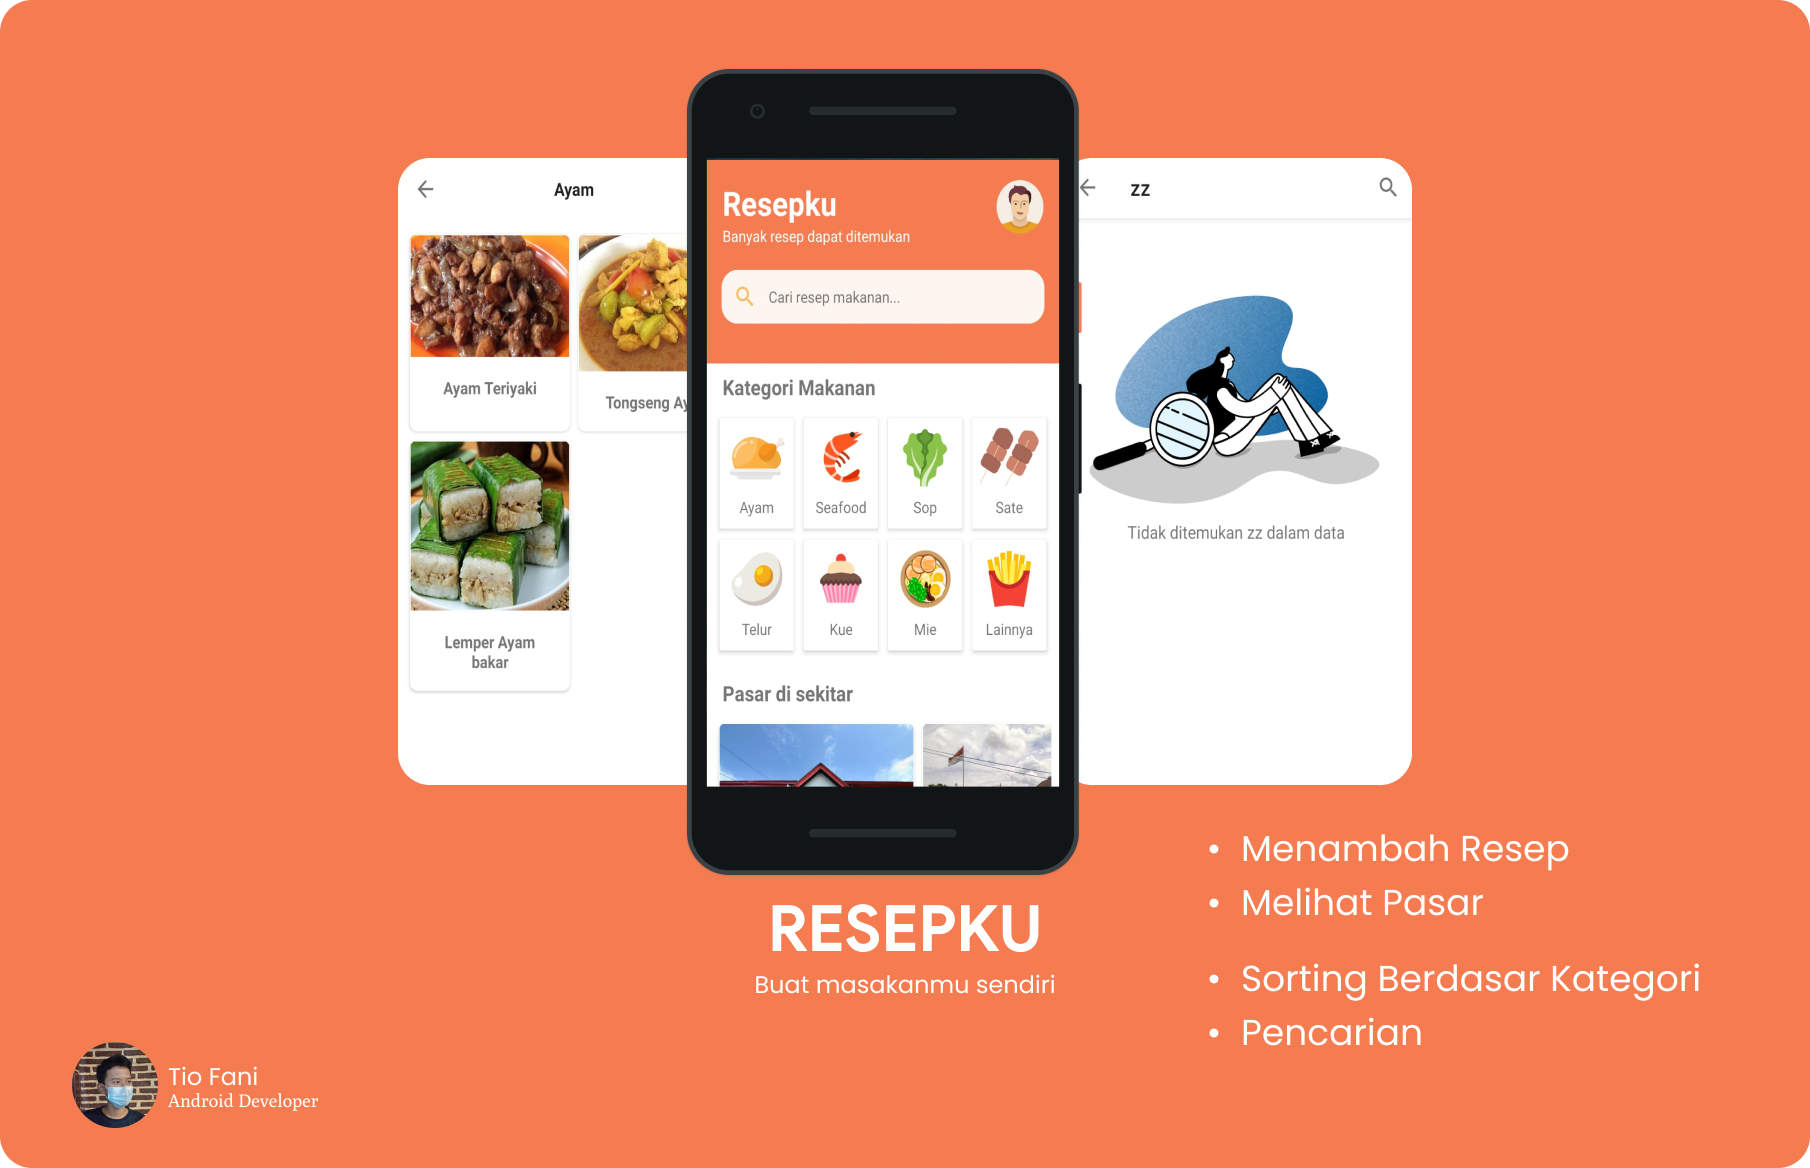 Ayam
Ayam Teriyaki
Tongseng Ay
Lemper Ayam
bakar
Resepku
Banyak resep dapat ditemukan
Cari resep makanan...
Kategori Makanan
Ayam
Seafood
Sop
Sate
Telur
Kue
Mie
Lainnya
Pasar di sekitar
zz
Tidak ditemukan zz dalam data
RESEPKU
Buat masakanmu sendiri
• Menambah Resep
• Melihat Pasar
• Sorting Berdasar Kategori
• Pencarian
Tio Fani
Android Developer